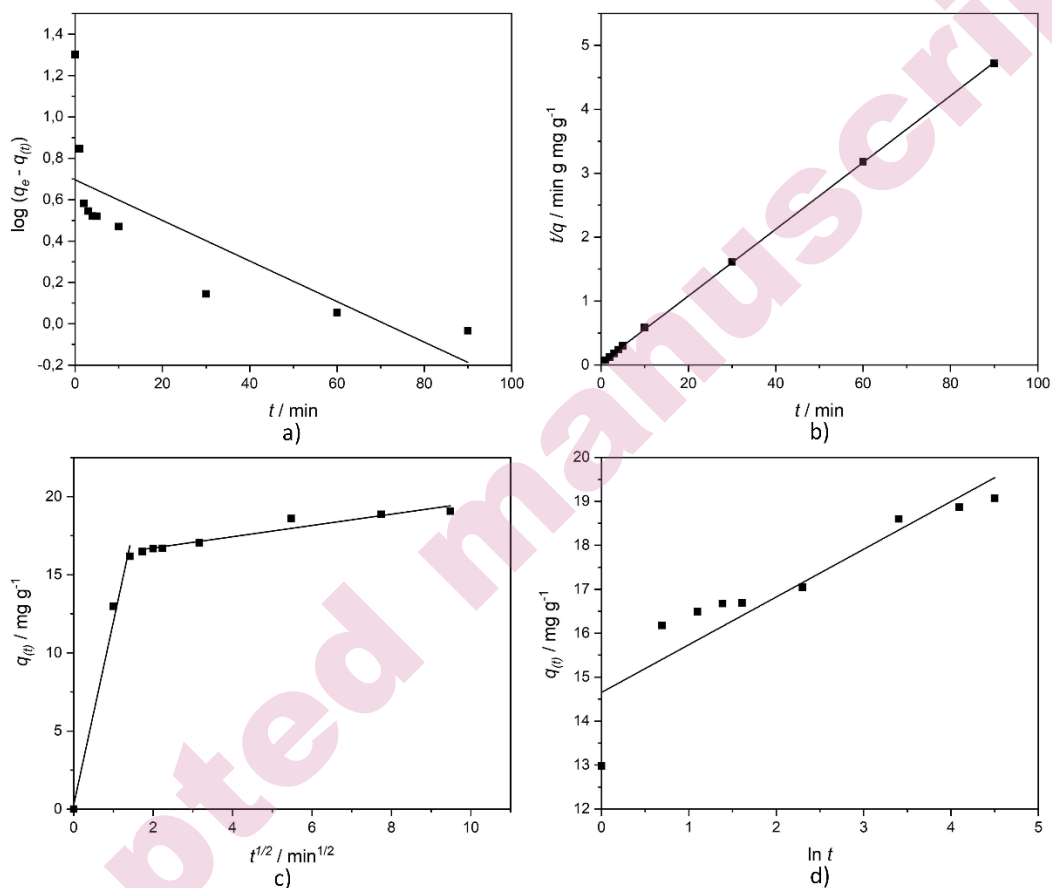 log (qe - q(t))
1,4
1,2
1,0
0,8
0,6
0,4
0,2
0,0
-0,2
0 20 40 60 80 100
t / min
a)
t/q / min g mg-1
5
4
3
2
1
0
0 20 40 60 80 100
t / min
b)
q(t) / mg g-1
20
15
10
5
0
0 2 4 6 8 10
t1/2 / min1/2
c)
q(t) / mg g-1
20
19
18
17
16
15
14
13
12
0 1 2 3 4 5
ln t
d)
pted manuscrip